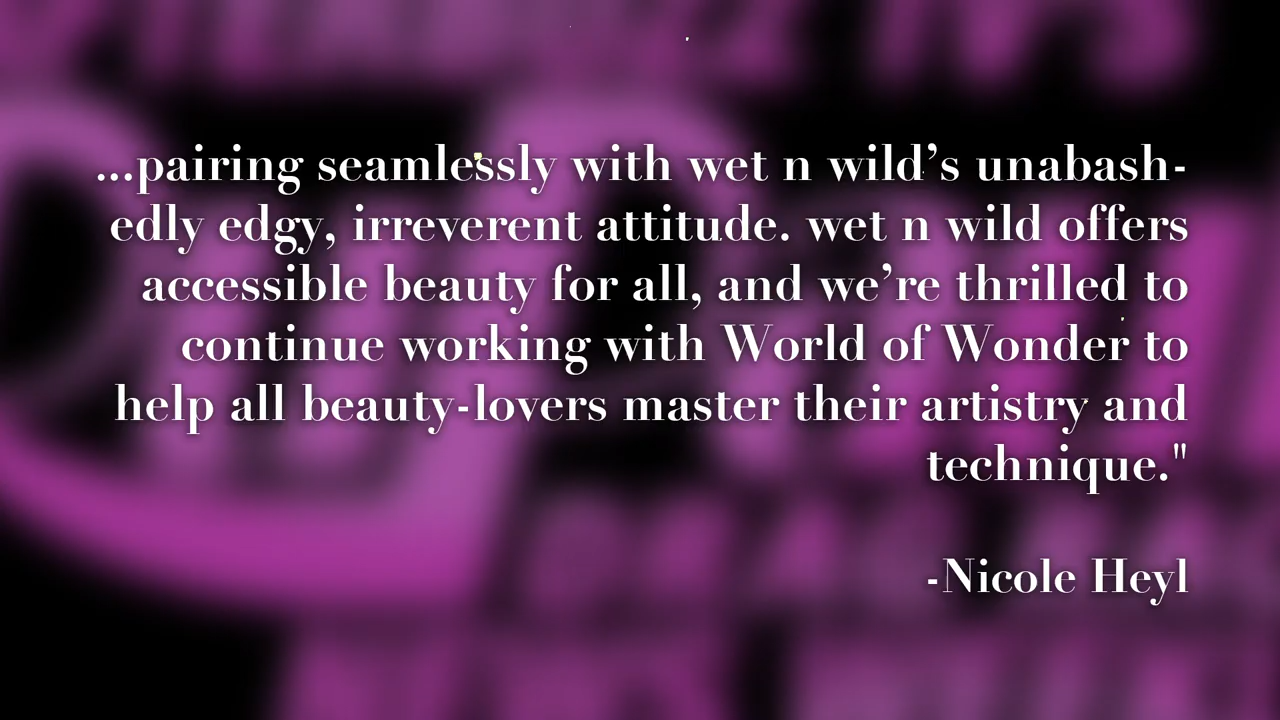 ...pairing seamlessly with wet n wild’s unabash-
edly edgy, irreverent attitude. wet n wild offers
accessible beauty for all, and we’re thrilled to
continue working with World of Wonder to
help all beauty-lovers master their artistry and
technique."
-Nicole Heyl